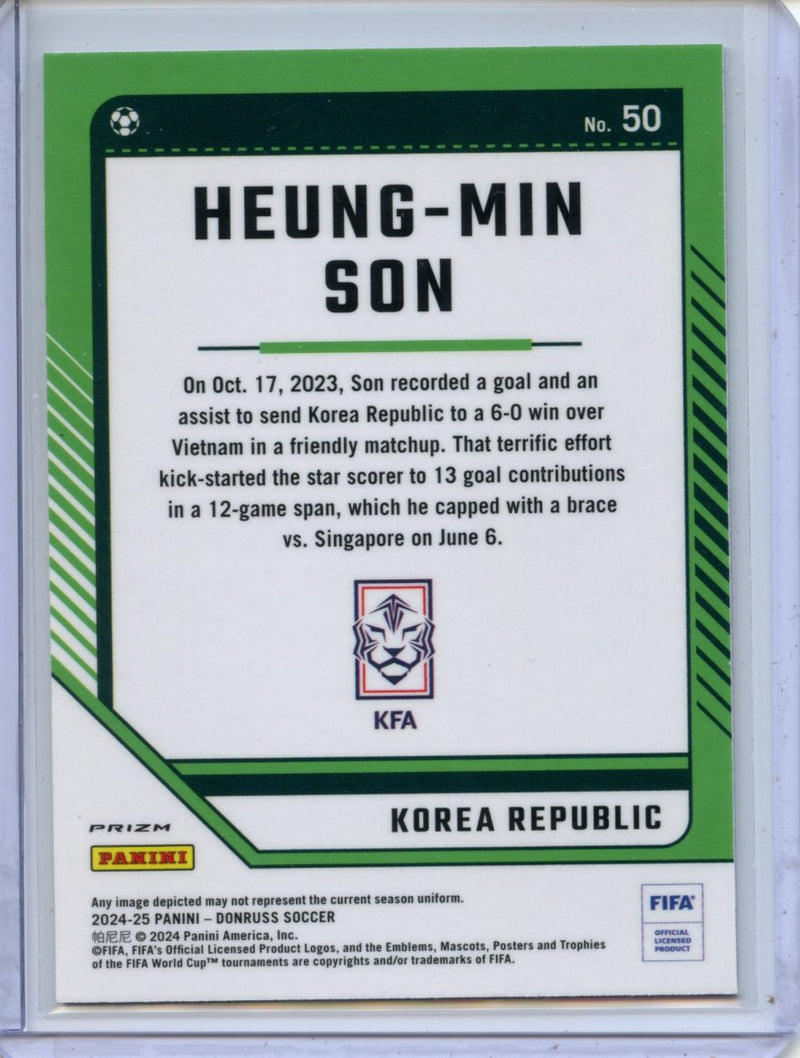 No. 50
HEUNG-MIN
SON
On Oct. 17, 2023, Son recorded a goal and an
assist to send Korea Republic to a 6-0 win over
Vietnam in a friendly matchup. That terrific effort
kick-started the star scorer to 13 goal contributions
in a 12-game span, which he capped with a brace
vs. Singapore on June 6.
KFA
KOREA REPUBLIC
PRIZM
PANINI
Any image depicted may not represent the current season uniform.
2024-25 PANINI – DONRUSS SOCCER
帕尼尼 © 2024 Panini America, Inc.
©FIFA, FIFA's Official Licensed Product Logos, and the Emblems, Mascots, Posters and Trophies
of the FIFA World Cup™ tournaments are copyrights and/or trademarks of FIFA.
FIFA®
OFFICIAL
LICENSED
PRODUCT